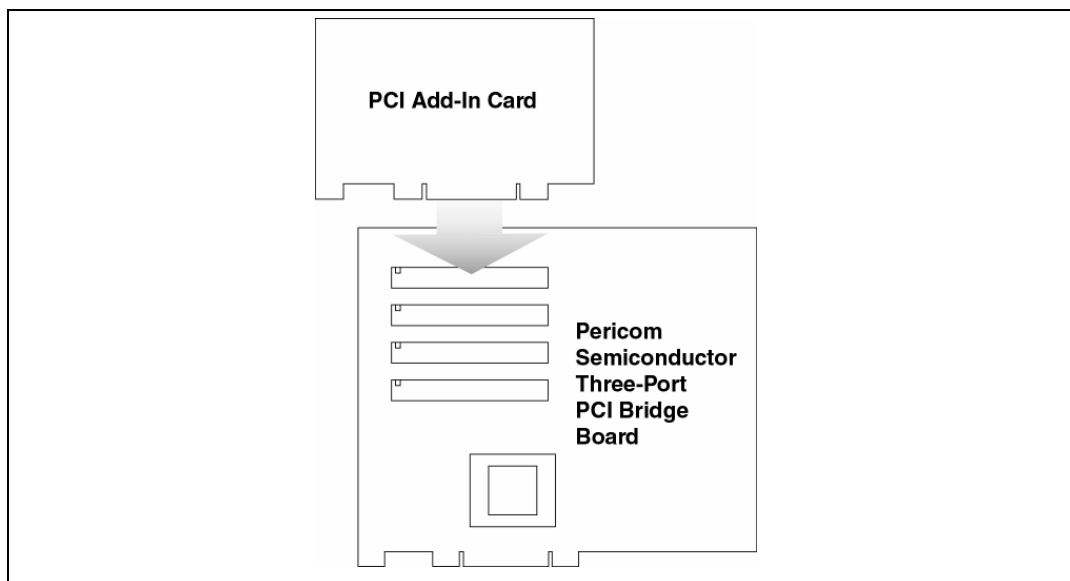 PCI Add-In Card
Pericom
Semiconductor
Three-Port
PCI Bridge
Board